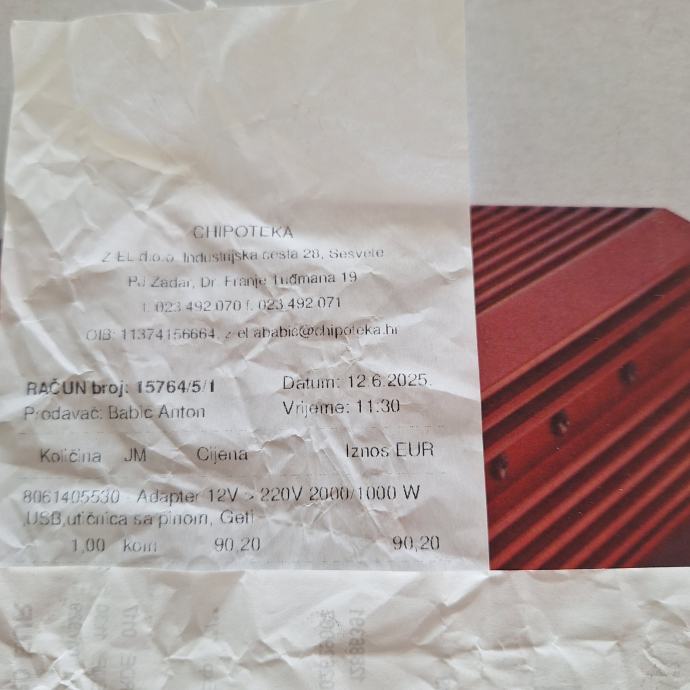 CHIPOTEKA
Z-EL d.o.o. Industrijska cesta 28, Sesvete
PJ Zadar, Dr. Franje Tuđmana 19
t. 023 492 070 f. 023 492 071
OIB: 11374156664, z-el.ababic@chipoteka.hr
RAČUN broj: 15764/5/1
Datum: 12.6.2025.
Prodavač: Babic Anton
Vrijeme: 11:30
Količina JM Cijena Iznos EUR
8061405530 - Adapter 12V > 220V 2000/1000 W
,USB,utičnica sa pinom, Geti
1,00 kom 90,20 90,20